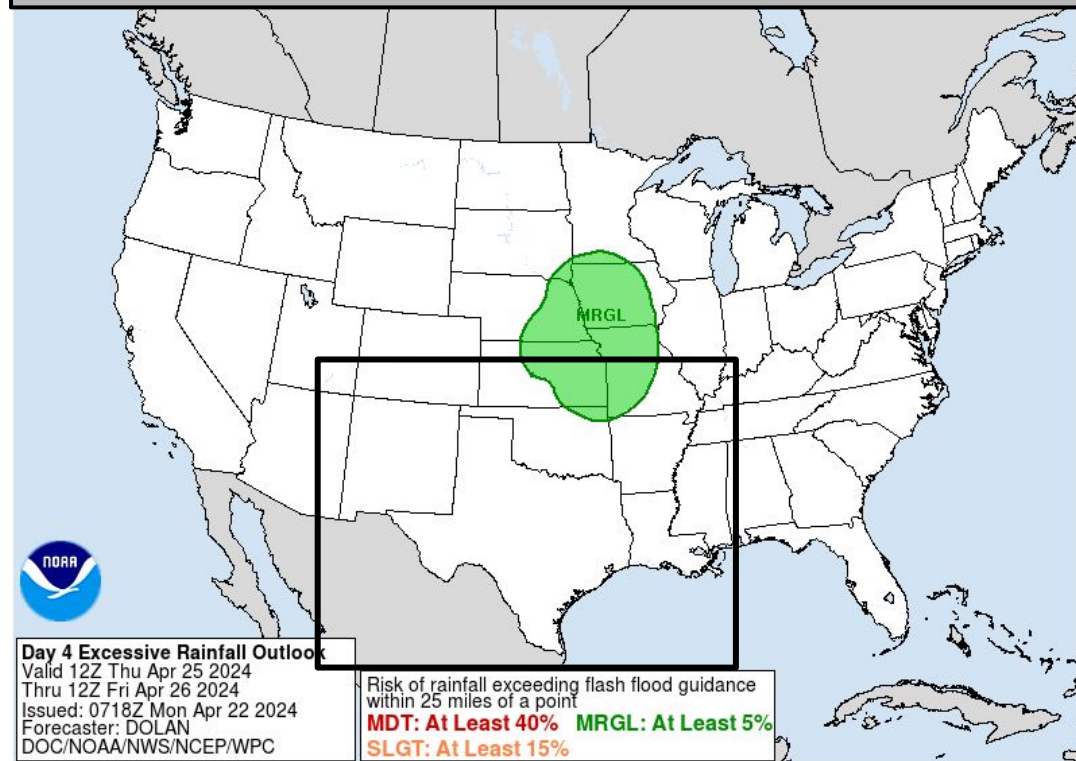 MRGL
NOAA
Day 4 Excessive Rainfall Outlook
Valid 12Z Thu Apr 25 2024
Thru 12Z Fri Apr 26 2024
Issued: 0718Z Mon Apr 22 2024
Forecaster: DOLAN
DOC/NOAA/NWS/NCEP/WPC
Risk of rainfall exceeding flash flood guidance
within 25 miles of a point
MDT: At Least 40% MRGL: At Least 5%
SLGT: At Least 15%